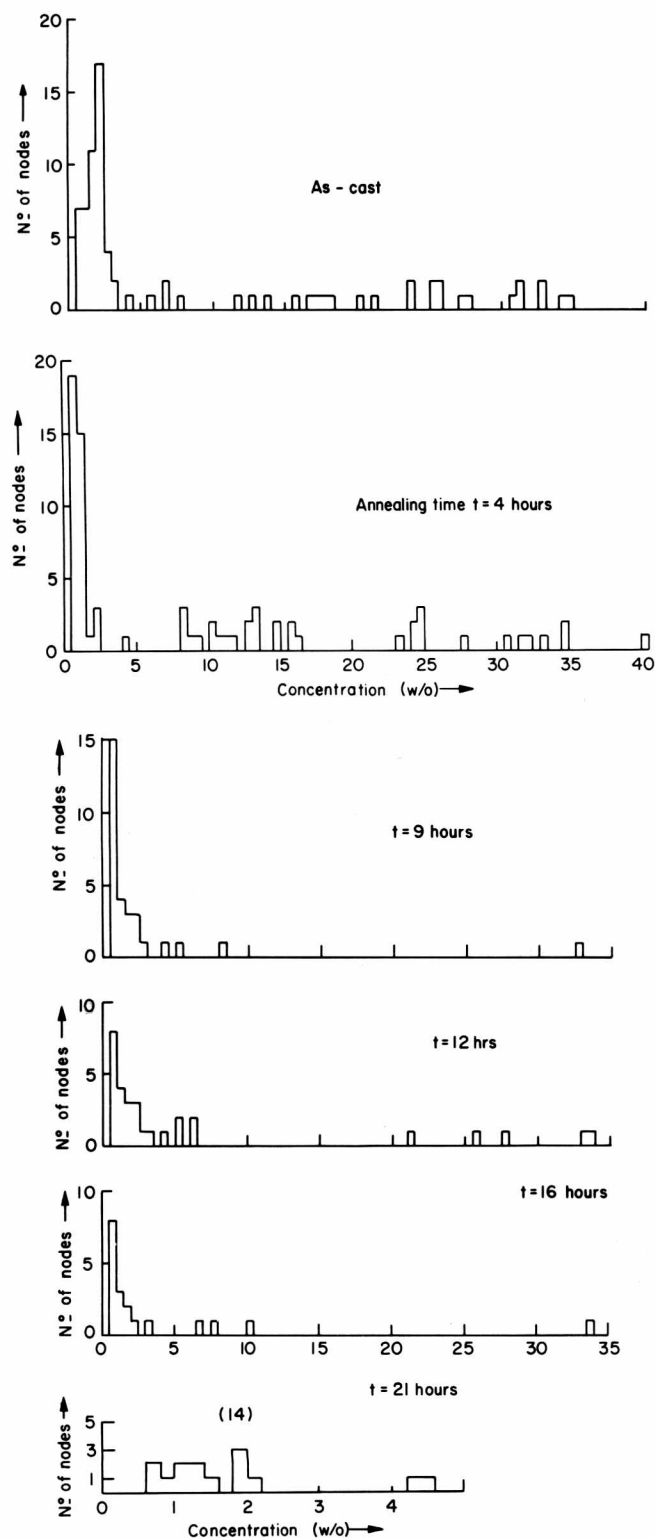 20
15
10
5
0
Nº of nodes
As - cast
20
15
10
5
0
Nº of nodes
Annealing time t = 4 hours
0 5 10 15 20 25 30 35 40
Concentration (w/o)
15
10
5
0
Nº of nodes
t = 9 hours
10
5
0
Nº of nodes
t = 12 hrs
t = 16 hours
10
5
0
Nº of nodes
0 5 10 15 20 25 30 35
t = 21 hours
(14)
5
3
1
Nº of nodes
0 1 2 3 4
Concentration (w/o)